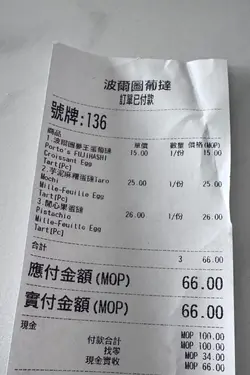 波爾圖葡撻
訂單已付款
號牌:136
商品 單價 數量 價格(MOP)
1.波爾圖 王蛋葡撻 15.00 1/份 15.00
Porto's FUJIHASHI
Croissant Egg
Tart(Pc)
2.芋泥麻糬蛋撻Taro 25.00 1/份 25.00
Mochi
Mille-Feuille Egg
Tart(Pc)
3.開心果蛋撻 26.00 1/份 26.00
Pistachio
Mille-Feuille Egg
Tart(Pc)
合計 3 66.00
應付金額(MOP) 66.00
實付金額(MOP) 66.00
現金 MOP 100.00
付款合計 MOP 100.00
找零 MOP 34.00
現金實收 MOP 66.00